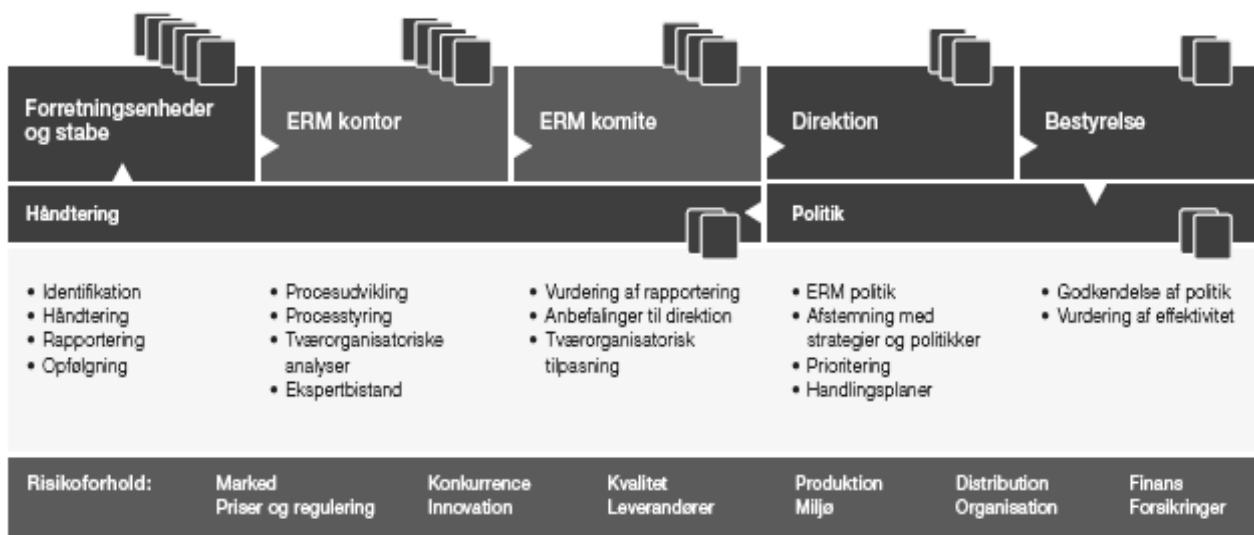 Forretningsenheder
og stabe
ERM kontor
ERM komite
Direktion
Bestyrelse
Håndtering
Politik
• Identifikation
• Håndtering
• Rapportering
• Opfølgning
• Procesudvikling
• Processtyring
• Tværorganisatoriske
analyser
• Ekspertbistand
• Vurdering af rapportering
• Anbefalinger til direktion
• Tværorganisatorisk
tilpasning
• ERM politik
• Afstemning med
strategier og politikker
• Prioritering
• Handlingsplaner
• Godkendelse af politik
• Vurdering af effektivitet
Risikoforhold:
Marked
Priser og regulering
Konkurrence
Innovation
Kvalitet
Leverandører
Produktion
Miljø
Distribution
Organisation
Finans
Forsikringer